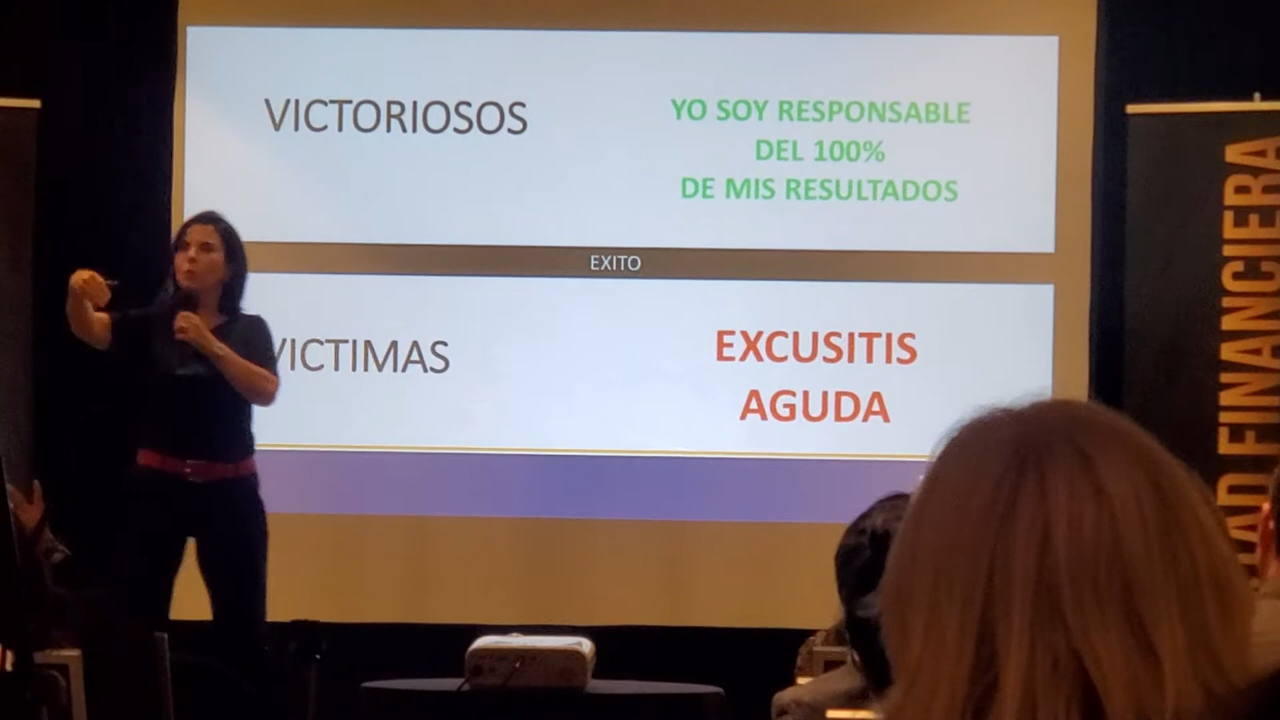 VICTORIOSOS
YO SOY RESPONSABLE
DEL 100%
DE MIS RESULTADOS
EXITO
VICTIMAS
EXCUSITIS
AGUDA
FINANCIERA